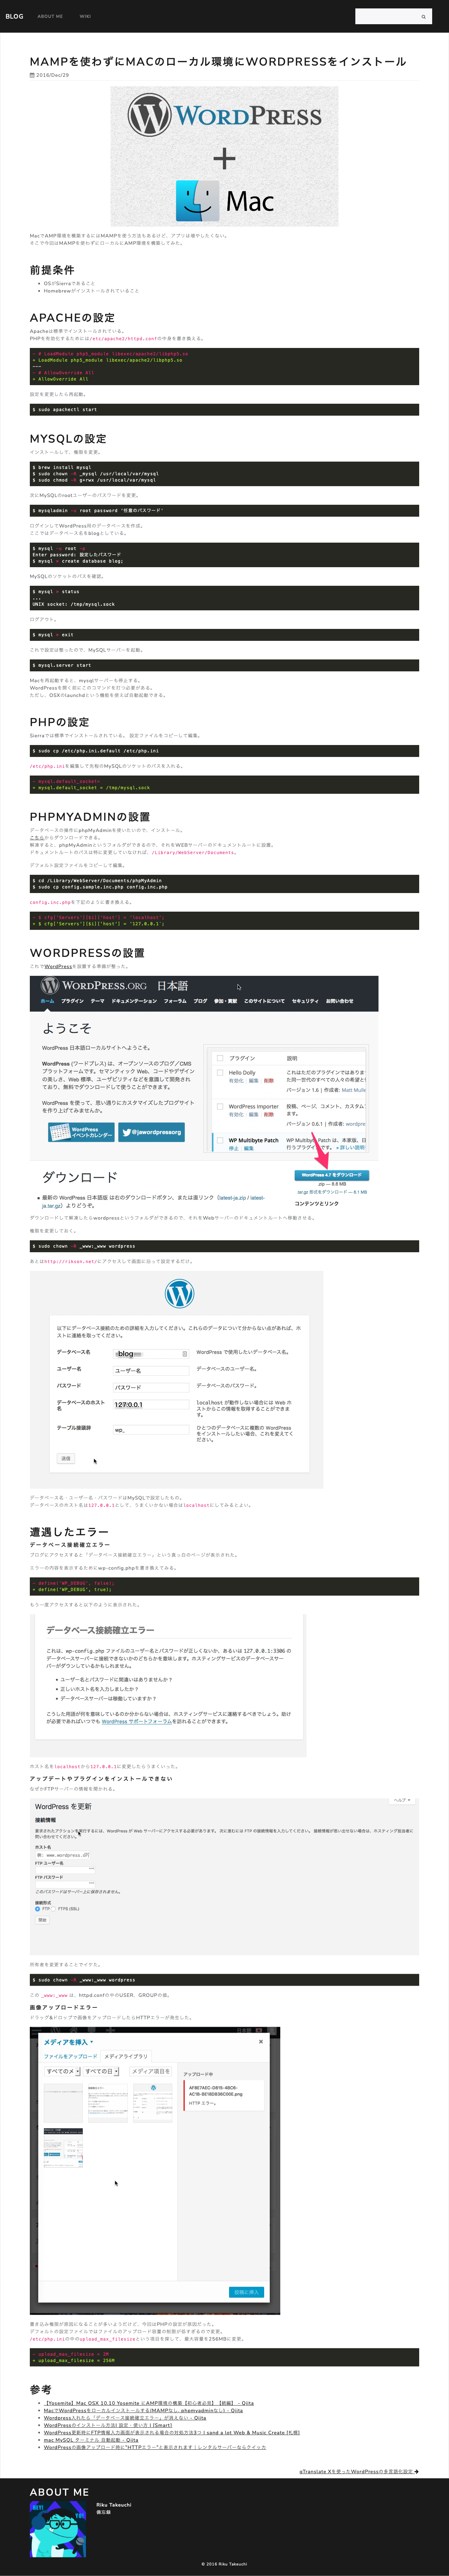 BLOG ABOUT ME WIKI
MAMPを使わずにMACのローカル環境にWORDPRESSをインストール
2016/Dec/29
WORDPRESS
+
Mac
MacでAMP環境を構築するにはMAMPを使う方法もあるけど、アプリは増やしたくない。
そこで今回はMAMPを使わずにローカルにAMP環境を構築してみた。
前提条件
OSがSierraであること
Homebrewがインストールされていること
APACHEの設定
Apacheは標準でインストールされている。
PHPを有効化するためには/etc/apache2/httpd.confの中身を書き換える。
- # LoadModule php5_module libexec/apache2/libphp5.so
+ LoadModule php5_module libexec/apache2/libphp5.so
~~~
- # AllowOverride All
+ AllowOverride All
設定を変更したら再起動。
$ sudo apachectl start
MYSQLの設定
インストールして、権限を変更。
$ brew install mysql
$ sudo chown -R _mysql /usr/local/var/mysql
$ sudo chmod -R o+rwx /usr/local/var/mysql
次にMySQLのrootユーザーのパスワードを変更。
$ mysqladmin -u root password '任意のパスワード'
ログインしてWordPress用のデータベースを作成。
ここではデータベース名をblogとしている。
$ mysql -u root -p
Enter password: 設定したパスワード
$ mysql > create database blog;
MySQLのソケットのパスを確認。
$ mysql > status
...
UNIX socket: /tmp/mysql.sock
ログアウト。
$ mysql > exit
これで設定は整ったので、MySQLサーバーを起動。
$ mysql.server start
Macを再起動すると、mysqlサーバーも停止する。
WordPressを開く前にこのコマンドを打つ必要がある。
ただし、OSXのlaunchdという機能を使えば自動起動できる。
PHPの設定
Sierraでは標準でインストールされている。 設定ファイルをコピーして編集。
$ sudo cp /etc/php.ini.default /etc/php.ini
/etc/php.iniを編集して先程のMySQLのソケットのパスを入れる。
- mysql.default_socket=
+ mysql.default_socket = /tmp/mysql.sock
PHPMYADMINの設置
データベースの操作にphpMyAdminを使いたいので、インストール。
こちらからダウンロードできる。
解凍すると、phpMyAdminというフォルダができるので、それをWEBサーバーのドキュメントルートに設置。
ドキュメントルートのパスは特に変更していなければ、/Library/WebServer/Documents。
デフォルト設定ファイルをコピーして編集。
$ cd /Library/WebServer/Documents/phpMyAdmin
$ sudo cp config.sample.inc.php config.inc.php
config.inc.phpを下記のように書き換える。
- $ cfg['Servers'][$i]['host'] = 'localhost';
+ $ cfg['Servers'][$i]['host'] = '127.0.0.1';
WORDPRESSの設置
これでWordPressを設置する準備が整った。
WORDPRESS.ORG 日本語
ホーム プラグイン テーマ ドキュメンテーション フォーラム ブログ 参加・貢献 このサイトについて セキュリティ お問い合わせ
ようこそ
WordPress 日本語ローカルサイトへようこそ。
WordPress (ワードプレス) は、オープンソースのブログ／CMS
プラットフォームです。セマンティック Web、コードやデザイン
の美しさ、Web 標準、ユーザビリティなどを意識して開発され
ており、無料でダウンロードして使うことができます。
WordPress を使って、思い通りにカスタマイズしたブログやサイト
を作り上げてみませんか。
WordPress
イベントカレンダー
@jawordpressorg
プラグイン 説明
Hello Dolly これはただのプラグインではありま
有効化 | 編集 | 削除
バージョン 1.6 | 作成者:
WordPress Importer 投稿、ページ、コメント、カスタム
有効化 | 編集 | 削除
バージョン 1.6.1 | 作成者: wordpre
WP Multibyte Patch
停止 | 編集
WordPress 4.7 をダウンロード
.zip — 8.8 MB
.tar.gz 形式をダウンロード — 8.1 MB
ダウンロード
最新の WordPress 日本語版 は右のダウンロードボタン、または直リンク（latest-ja.zip / latest-
ja.tar.gz）よりどうぞ。
コンテンツとリンク
ダウンロードして解凍したらwordpressというフォルダができるので、それをWebサーバーのドキュメントルートへ移動させる。
権限を変更しておく。
$ sudo chown -R _www:_www wordpress
あとはhttp://rikson.net/にアクセスして画面に沿って設定するだけ。
以下にデータベース接続のための詳細を入力してください。これらのデータについて分からない点があれば、ホ
ストに連絡を取ってください。
データベース名 blog WordPress で使用したいデータベース名。
ユーザー名 ユーザー名 データベースのユーザー名。
パスワード パスワード データベースのパスワード。
データベースのホスト名 127.0.0.1 localhost が動作しない場合には Web ホ
ストからこの情報を取得することができま
す。
テーブル接頭辞 wp_ ひとつのデータベースに複数の WordPress
をインストールしたい場合、これを変えてく
ださい。
送信
データベース名・ユーザー名・パスワードはMySQLで設定したもの。
データベースのホスト名は127.0.0.1として、うまくいかない場合はlocalhostにしてみるとよい。
遭遇したエラー
データベース接続確立エラー
ブログにアクセスすると「データベース接続確立エラー」という真っ白のページが表示された。
エラーの内容を表示するためにwp-config.phpを書き換えてみる。
- define('WP_DEBUG', false);
+ define('WP_DEBUG', true);
もう一度アクセスすると以下のように表示された。
データベース接続確立エラー
これは、wp-config.php ファイルのユーザー名とパスワードが正しくないか、あるいは 127.0.0.1:3306 の
データベースサーバーに接続できないかのどちらかを意味します。ホスティングサービスのデータベースサー
バーがダウンしているかもしれません。
ユーザー名とパスワードに間違いはありませんか？
正しいホスト名を入力しましたか？
データベースサーバーは稼働していますか？
こうした用語が何を意味しているのか分からない場合は、ホスティングサービスに連絡するべきでしょう。助け
が必要であればいつでも WordPress サポートフォーラムを訪れることができます。
ホスト名をlocalhostから127.0.0.1に変更したらうまくいった。
アップデートやプラグインをインストールできない
なぜかFTPサーバーの情報を聞かれる。
ヘルプ ▼
WordPress を更新
接続情報
要求されたアクションを実行するには、WordPress が Web サーバーにアクセスする必要があります。次に進むには FTP の接続情報を入力してください。接続情報が思い出せない場合は、ホスティング担当者に
問い合わせてください。
ホスト名
例: www.wordpress.org
FTP ユーザー名
FTP パスワード
このパスワードはサーバー上に保存されません。
接続形式
FTP FTPS (SSL)
開始
所有者を変更することでイケた。
$ sudo chown -R _www:_www wordpress
この _www:_www は、httpd.confの中のUSER、GROUPの値。
画像アップロードエラー
ドラッグ&ドロップで画像をアップロードしたらHTTPエラーが発生した。
メディアを挿入
ファイルをアップロード メディアライブラリ
すべてのメ すべての日 メディア項目を
アップロード中
AFBE7AEC-DB15-48CB-
AC1B-BE1BD838C00E.png
HTTP エラー。
投稿に挿入
書き込み権限が原因になることが多いようだけど、今回はPHPの設定が原因だった。
デフォルトの設定ファイルではファイルのアップロード容量の制限が低すぎるので変更。
/etc/php.iniの中のupload_max_filesizeという項目を探して、最大容量を256MBに変更。
- upload_max_filesize = 2M
+ upload_max_filesize = 256M
参考
【Yosemite】Mac OSX 10.10 Yosemite にAMP環境の構築【初心者必見】【続編】 - Qiita
MacでWordPressをローカルインストールする(MAMPなし、phpmyadminなし) - Qiita
Wordpress入れたら「データベース接続確立エラー」が消えない - Qiita
WordPressのインストール方法| 設定・使い方 | [Smart]
WordPress更新時にFTP情報入力画面が表示される場合の対処方法3つ | sand a lot Web & Music Create [札幌]
mac MySQL ターミナル 自動起動 - Qiita
WordPressの画像アップロード時に"HTTPエラー"と表示されます | レンタルサーバーならクイッカ
qTranslate Xを使ったWordPressの多言語化設定
ABOUT ME
Riku Takeuchi
備忘録
© 2016 Riku Takeuchi